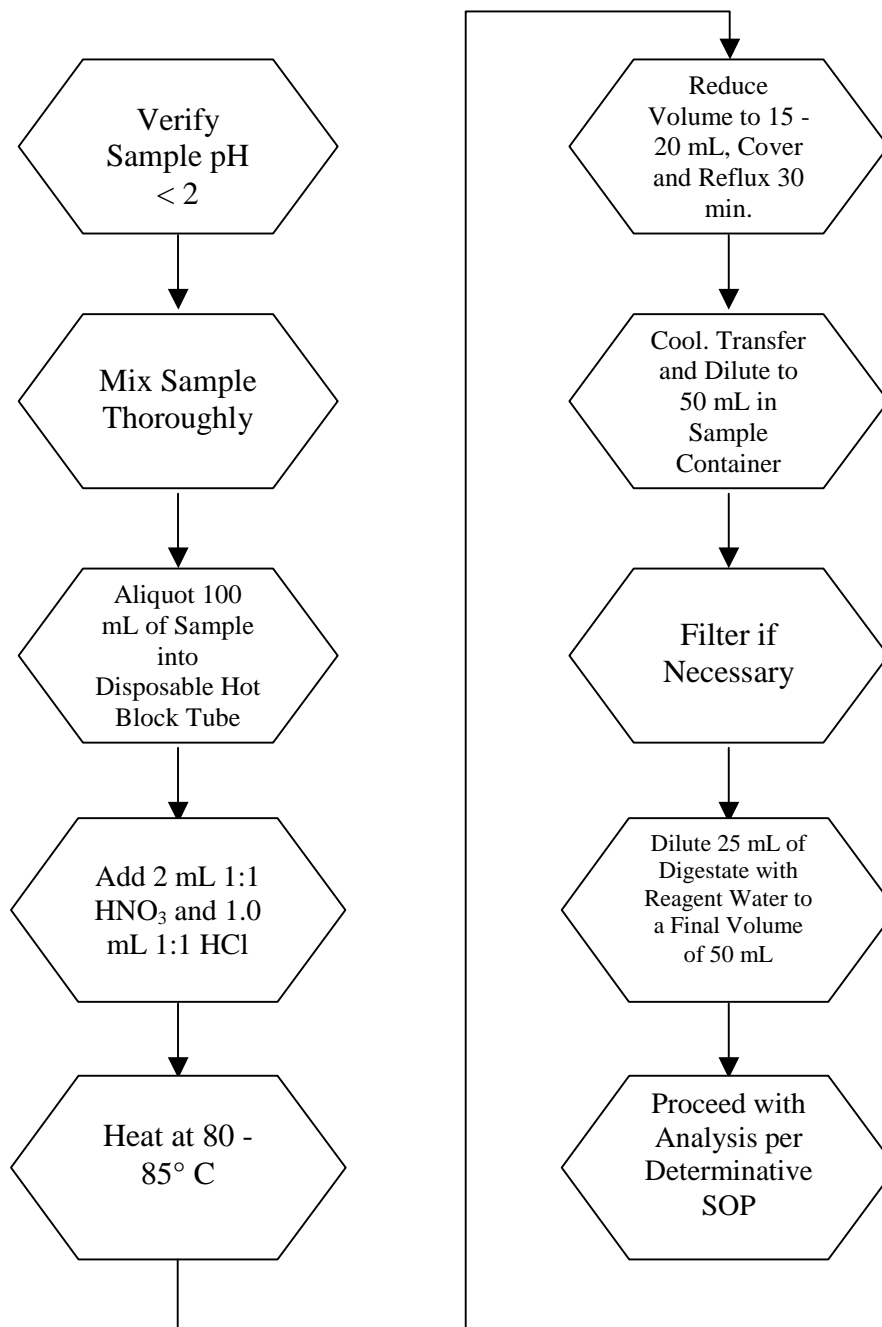 Verify
Sample pH
< 2
Mix Sample
Thoroughly
Aliquot 100
mL of Sample
into
Disposable Hot
Block Tube
Add 2 mL 1:1
HNO₃ and 1.0
mL 1:1 HCl
Heat at 80 -
85° C
Reduce
Volume to 15 -
20 mL, Cover
and Reflux 30
min.
Cool. Transfer
and Dilute to
50 mL in
Sample
Container
Filter if
Necessary
Dilute 25 mL of
Digestate with
Reagent Water to
a Final Volume
of 50 mL
Proceed with
Analysis per
Determinative
SOP